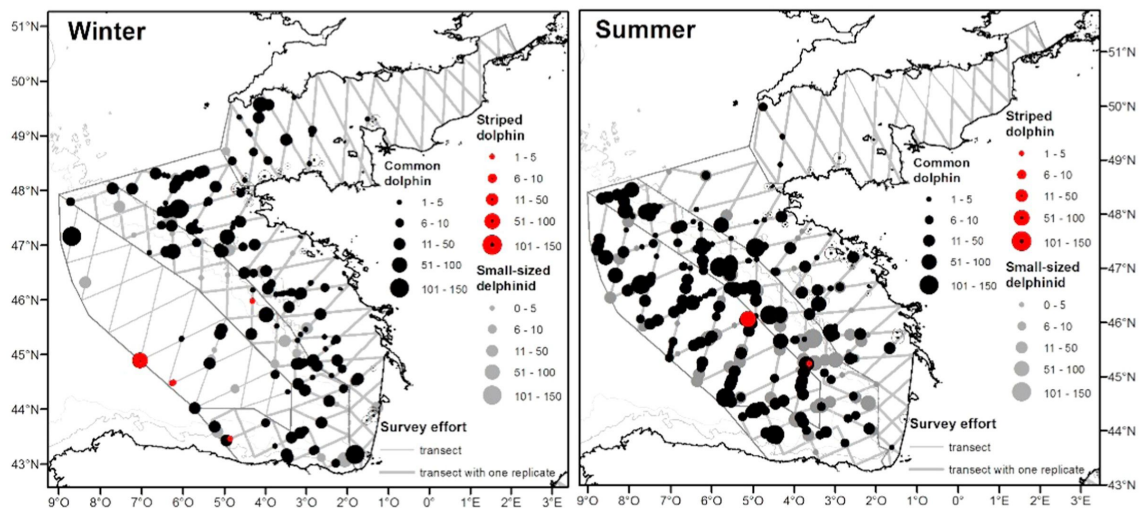 Winter
51°N
50°N
49°N
48°N
47°N
46°N
45°N
44°N
43°N
9°O 8°O 7°O 6°O 5°O 4°O 3°O 2°O 1°O 0° 1°E 2°E 3°E
Striped
dolphin
1 - 5
6 - 10
11 - 50
51 - 100
101 - 150
Common
dolphin
1 - 5
6 - 10
11 - 50
51 - 100
101 - 150
Small-sized
delphinid
0 - 5
6 - 10
11 - 50
51 - 100
101 - 150
Survey effort
transect
transect with one replicate
Summer
51°N
50°N
49°N
48°N
47°N
46°N
45°N
44°N
43°N
9°O 8°O 7°O 6°O 5°O 4°O 3°O 2°O 1°O 0° 1°E 2°E 3°E
Striped
dolphin
1 - 5
6 - 10
11 - 50
51 - 100
101 - 150
Common
dolphin
1 - 5
6 - 10
11 - 50
51 - 100
101 - 150
Small-sized
delphinid
0 - 5
6 - 10
11 - 50
51 - 100
101 - 150
Survey effort
transect
transect with one replicate